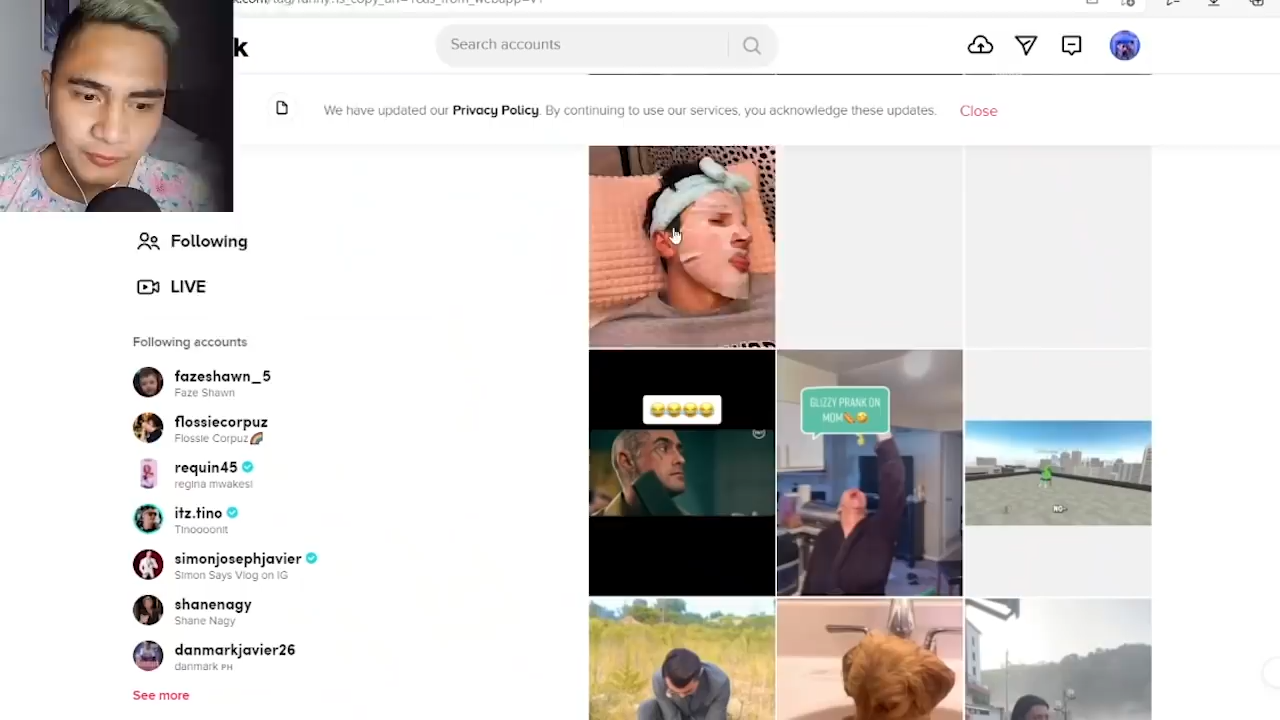 k
Search accounts
We have updated our Privacy Policy. By continuing to use our services, you acknowledge these updates.
Close
Following
LIVE
Following accounts
fazeshawn_5
Faze Shawn
flossiecorpuz
Flossie Corpuz🌈
requin45
regina mwakesi
itz.tino
Tinoooonit
simonjosephjavier
Simon Says Vlog on IG
shanenagy
Shane Nagy
danmarkjavier26
danmark PH
See more
😂😂😂😂
GLIZZY PRANK ON
MOM🌭🤣
NO-